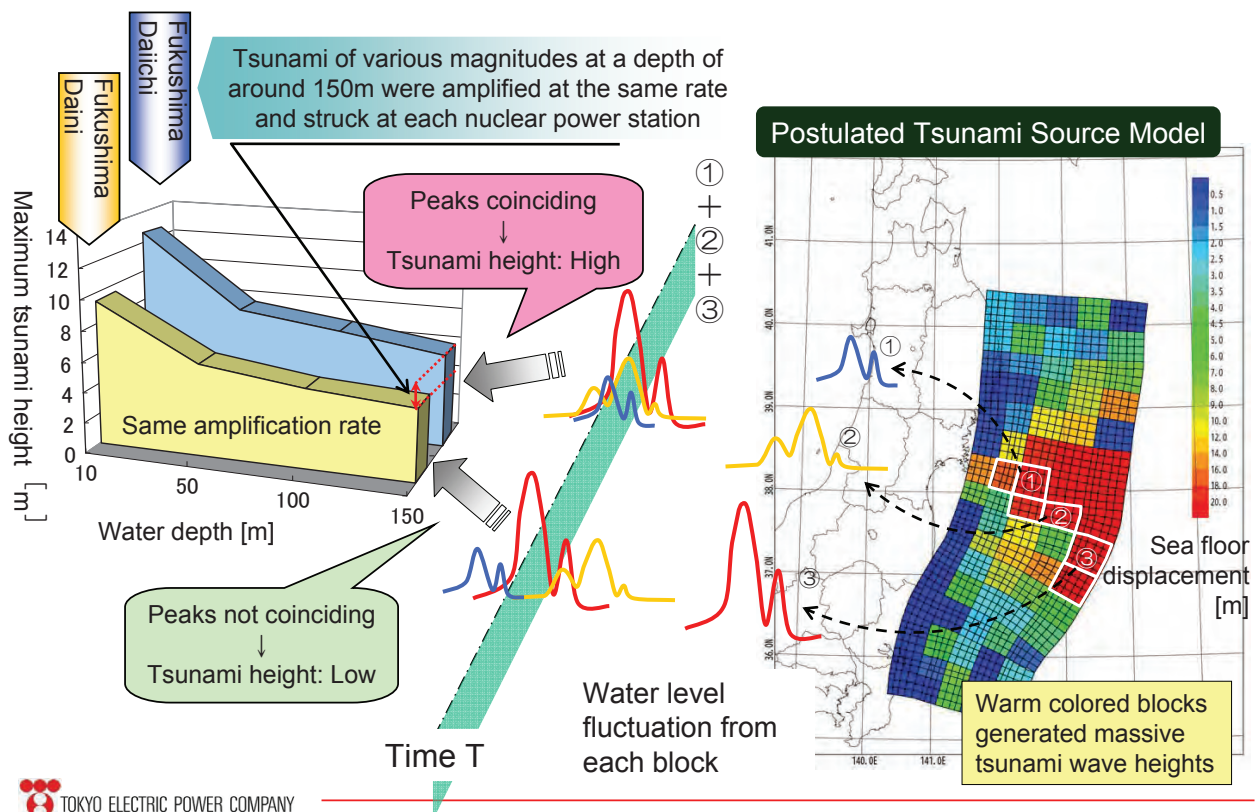 Fukushima
Daini
Fukushima
Daiichi
Tsunami of various magnitudes at a depth of
around 150m were amplified at the same rate
and struck at each nuclear power station
Maximum tsunami height [m]
14
12
10
8
6
4
2
0
10
50
100
150
Water depth [m]
Same amplification rate
Peaks coinciding
↓
Tsunami height: High
Peaks not coinciding
↓
Tsunami height: Low
①
+
②
+
③
Time T
Water level
fluctuation from
each block
Postulated Tsunami Source Model
41.0N
40.0N
39.0N
38.0N
37.0N
36.0N
140.0E
141.0E
①
②
③
①
②
③
0.5
1.0
1.5
2.0
2.5
3.0
3.5
4.0
4.5
5.0
6.0
7.0
8.0
9.0
10.0
12.0
14.0
16.0
18.0
20.0
Sea floor
displacement
[m]
Warm colored blocks
generated massive
tsunami wave heights
TOKYO ELECTRIC POWER COMPANY